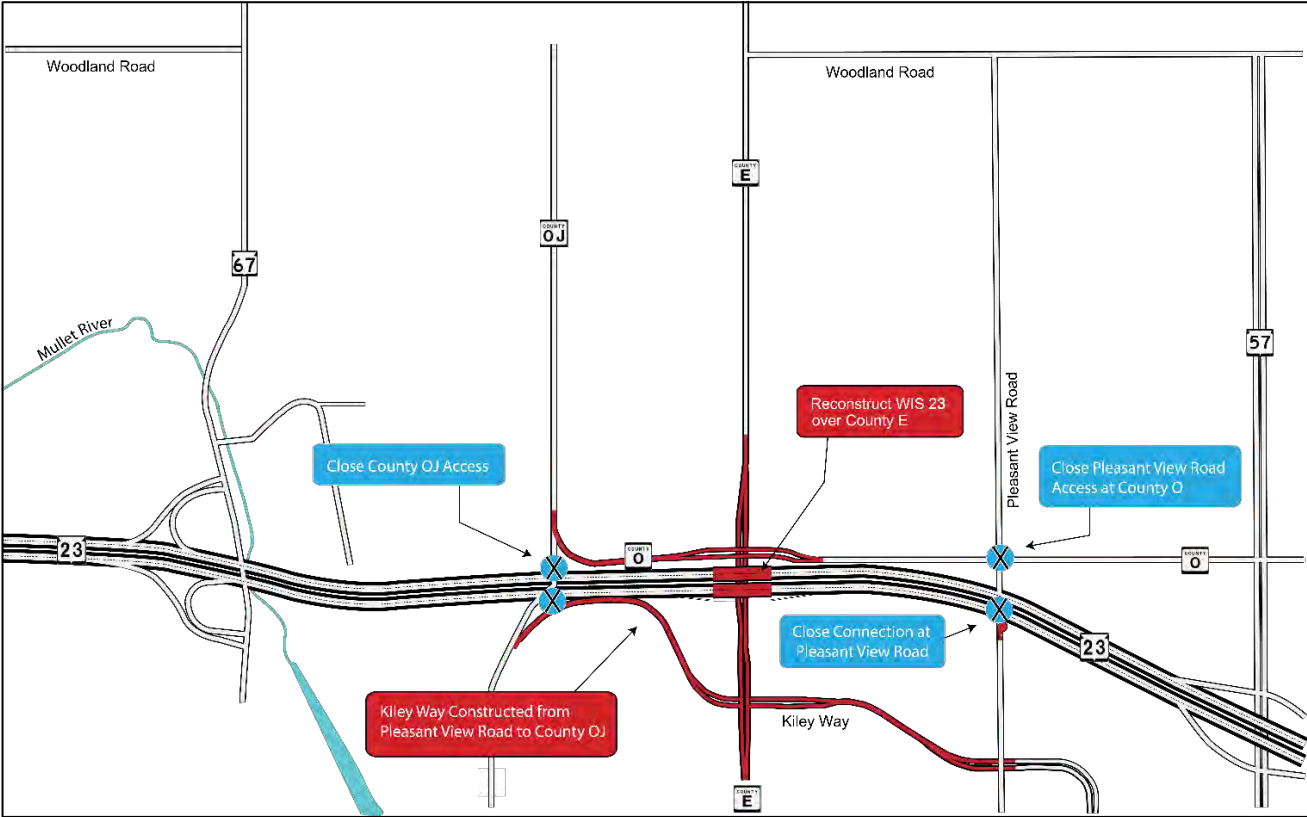 Woodland Road
Woodland Road
COUNTY
E
COUNTY
OJ
67
Mullet River
57
Pleasant View Road
Reconstruct WIS 23
over County E
Close County OJ Access
Close Pleasant View Road
Access at County O
23
COUNTY
O
COUNTY
O
Close Connection at
Pleasant View Road
23
Kiley Way Constructed from
Pleasant View Road to County OJ
Kiley Way
COUNTY
E